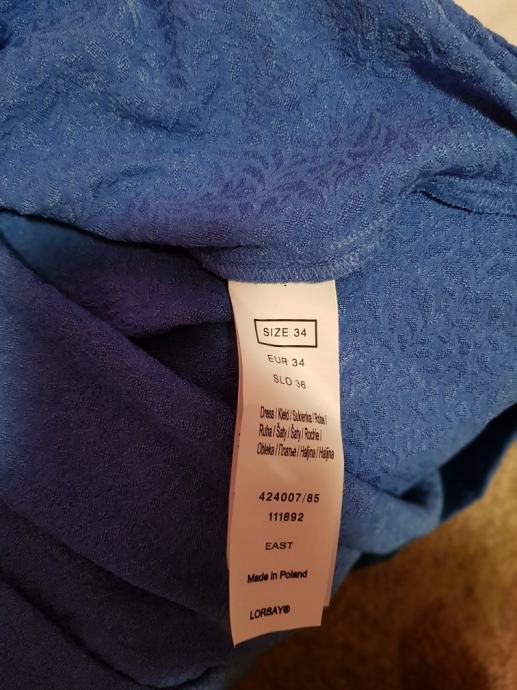 SIZE 34
EUR 34
SLO 36
Dress / Kleid / Sukienka / Robe /
Ruha / Šaty / Šaty / Rochie /
Obleka / Платье / Haljina / Haljina
424007/85
111892
EAST
Made in Poland
LORSAY®